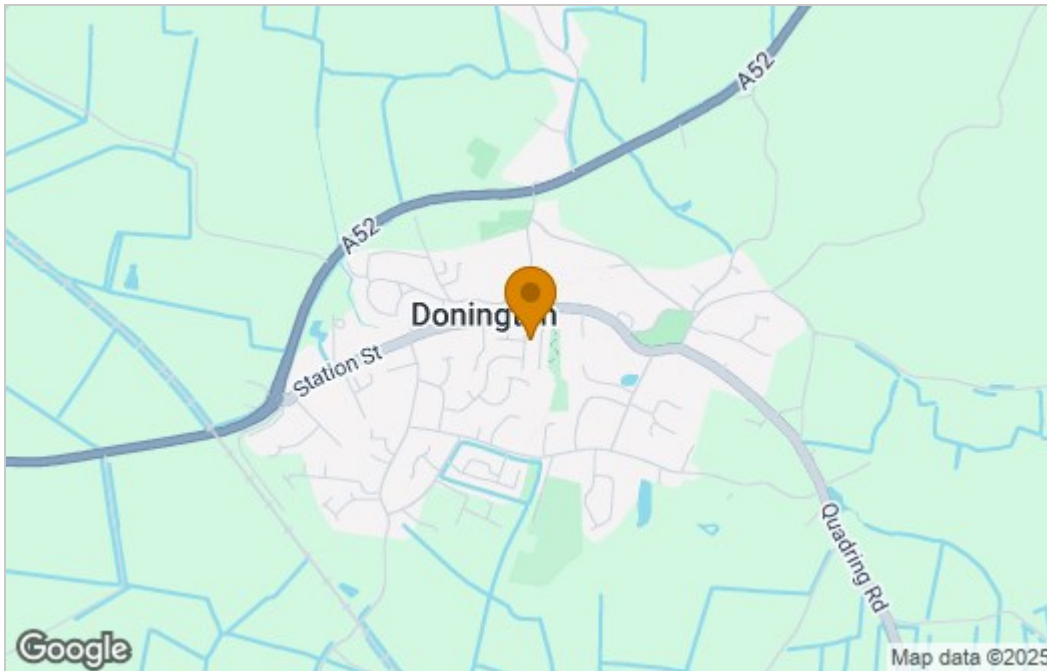 A52
A52
Donington
Station St
Quadring Rd
Google
Map data ©2025